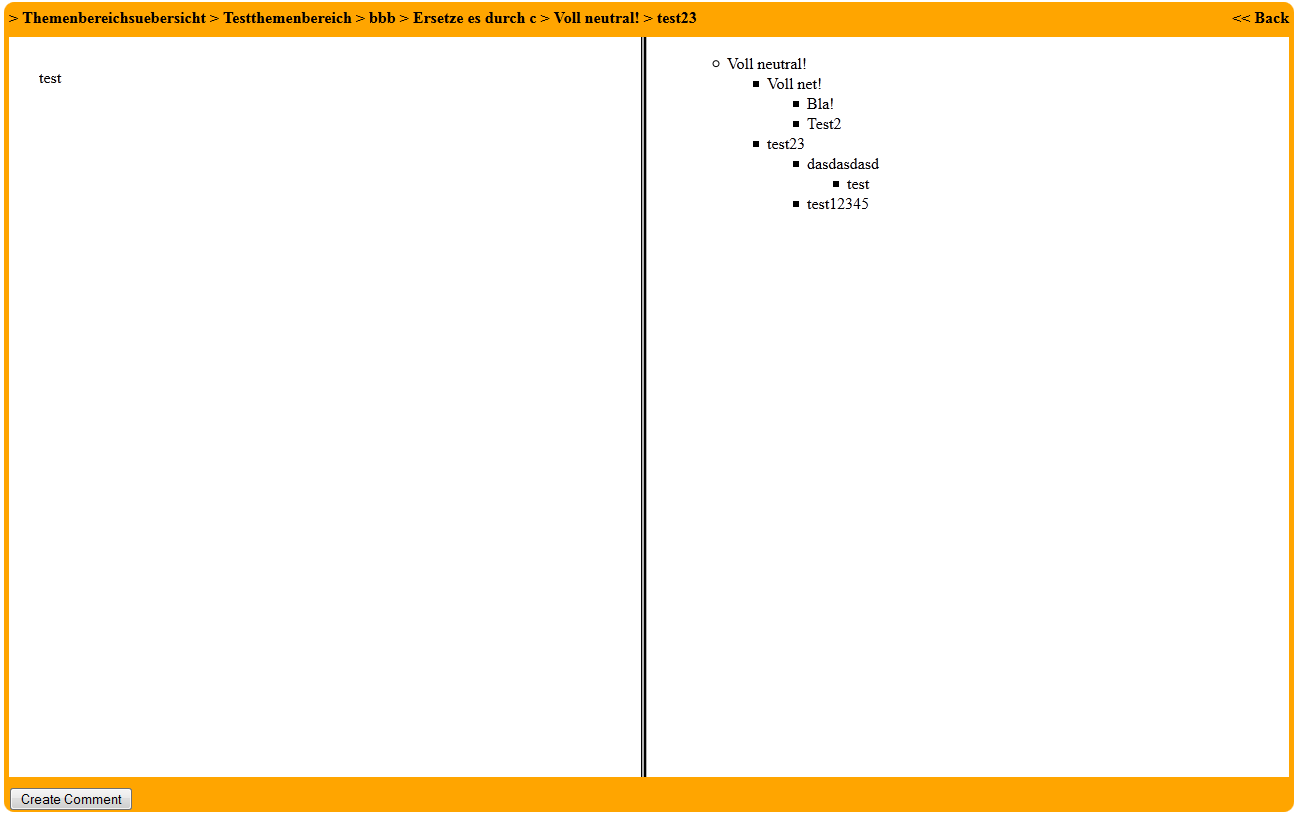 > Themenbereichsuebersicht > Testthemenbereich > bbb > Ersetze es durch c > Voll neutral! > test23
<< Back
test
Voll neutral!
Voll net!
Bla!
Test2
test23
dasdasdasd
test
test12345
Create Comment